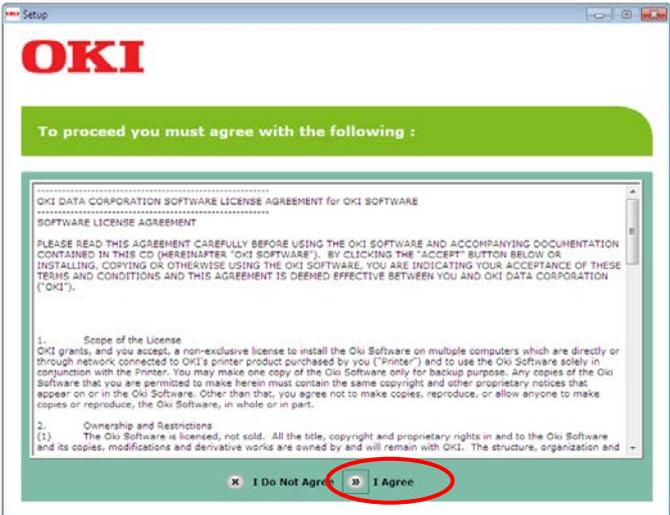 Setup
OKI
To proceed you must agree with the following :
------------------------------------------------------
OKI DATA CORPORATION SOFTWARE LICENSE AGREEMENT for OKI SOFTWARE
------------------------------------------------------
SOFTWARE LICENSE AGREEMENT
PLEASE READ THIS AGREEMENT CAREFULLY BEFORE USING THE OKI SOFTWARE AND ACCOMPANYING DOCUMENTATION
CONTAINED IN THIS CD (HEREINAFTER "OKI SOFTWARE"). BY CLICKING THE "ACCEPT" BUTTON BELOW OR
INSTALLING, COPYING OR OTHERWISE USING THE OKI SOFTWARE, YOU ARE INDICATING YOUR ACCEPTANCE OF THESE
TERMS AND CONDITIONS AND THIS AGREEMENT IS DEEMED EFFECTIVE BETWEEN YOU AND OKI DATA CORPORATION
("OKI").
1. Scope of the License
OKI grants, and you accept, a non-exclusive license to install the Oki Software on multiple computers which are directly or
through network connected to OKI's printer product purchased by you ("Printer") and to use the Oki Software solely in
conjunction with the Printer. You may make one copy of the Oki Software only for backup purpose. Any copies of the Oki
Software that you are permitted to make herein must contain the same copyright and other proprietary notices that
appear on or in the Oki Software. Other than that, you agree not to make copies, reproduce, or allow anyone to make
copies or reproduce, the Oki Software, in whole or in part.
2. Ownership and Restrictions
(1) The Oki Software is licensed, not sold. All the title, copyright and proprietary rights in and to the Oki Software
and its copies, modifications and derivative works are owned by and will remain with OKI. The structure, organization and
I Do Not Agree I Agree